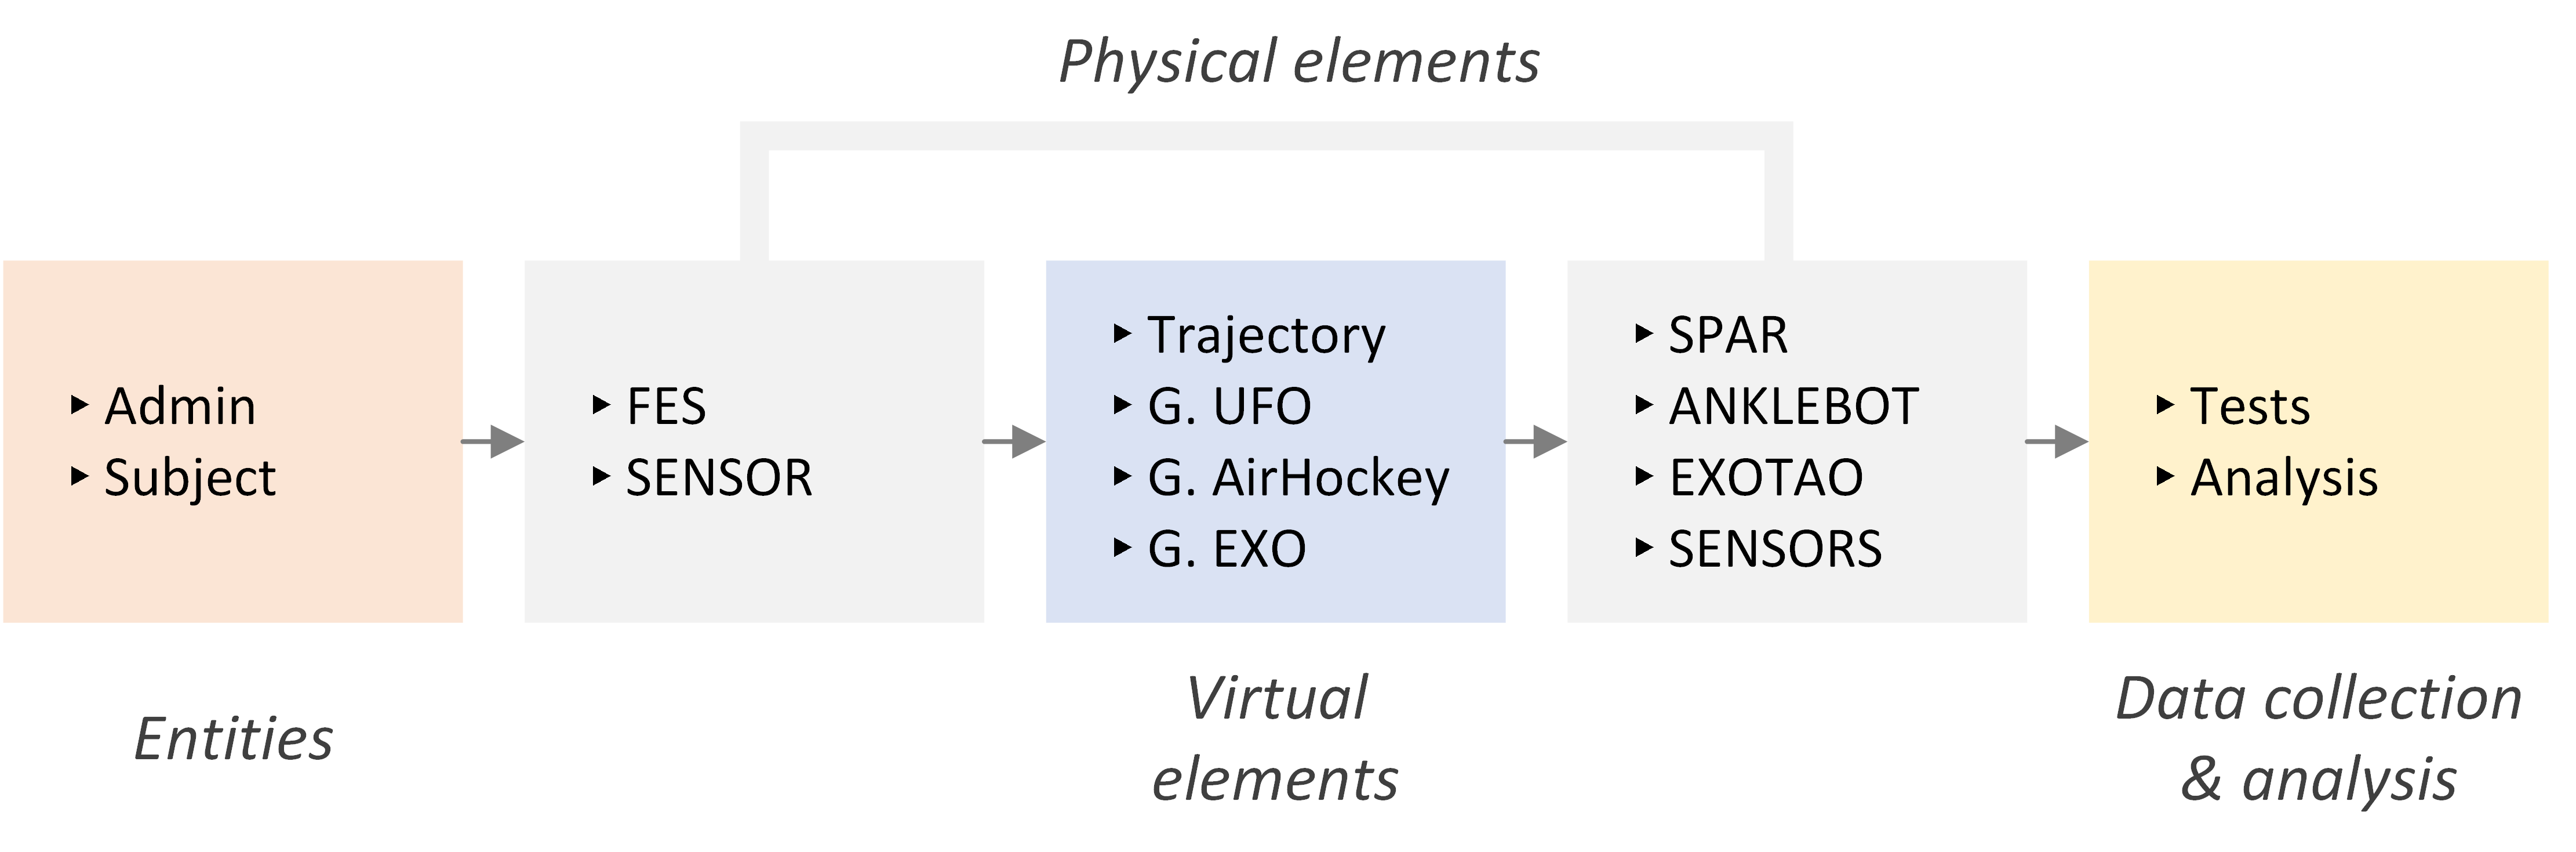 Physical elements
Admin
Subject
FES
SENSOR
Trajectory
G. UFO
G. AirHockey
G. EXO
SPAR
ANKLEBOT
EXOTAO
SENSORS
Tests
Analysis
Entities
Virtual
elements
Data collection
& analysis